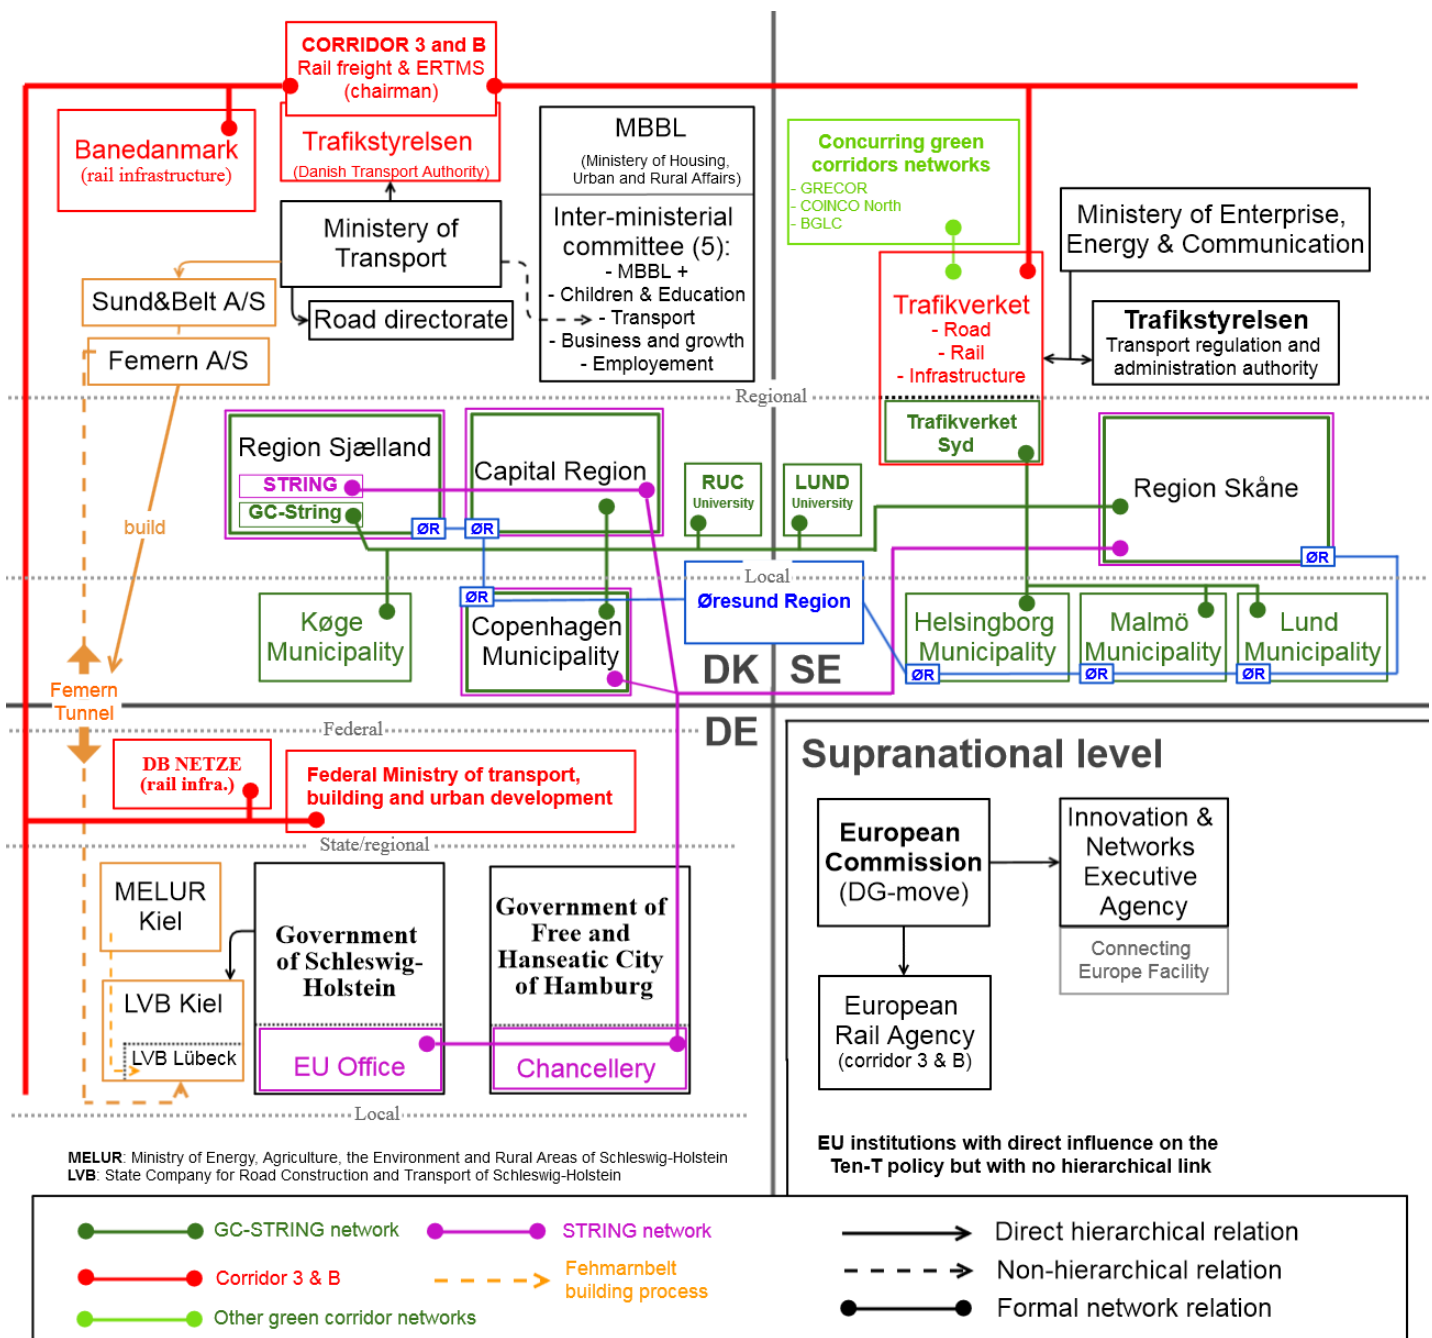 CORRIDOR 3 and B
Rail freight & ERTMS
(chairman)
Trafikstyrelsen
(Danish Transport Authority)
Banedanmark
(rail infrastructure)
MBBL
(Ministry of Housing,
Urban and Rural Affairs)
Inter-ministerial
committee (5):
- MBBL +
- Children & Education
- Transport
- Business and growth
- Employement
Ministry of
Transport
Sund&Belt A/S
Road directorate
Femern A/S
Concurring green
corridors networks
- GRECOR
- COINCO North
- BGLC
Ministry of Enterprise,
Energy & Communication
Trafikverket
- Road
- Rail
- Infrastructure
Trafikstyrelsen
Transport regulation and
administration authority
Regional
Trafikverket
Syd
Region Sjælland
STRING
GC-String
ØR
Capital Region
ØR
RUC
University
LUND
University
Region Skåne
ØR
build
Local
Køge
Municipality
ØR
Copenhagen
Municipality
Øresund Region
Helsingborg
Municipality
ØR
Malmö
Municipality
ØR
Lund
Municipality
ØR
DK
SE
DE
Femern
Tunnel
Federal
DB NETZE
(rail infra.)
Federal Ministry of transport,
building and urban development
State/regional
MELUR
Kiel
LVB Kiel
LVB Lübeck
Government
of Schleswig-
Holstein
EU Office
Government of
Free and
Hanseatic City
of Hamburg
Chancellery
Local
Supranational level
European
Commission
(DG-move)
Innovation &
Networks
Executive
Agency
Connecting
Europe Facility
European
Rail Agency
(corridor 3 & B)
EU institutions with direct influence on the
Ten-T policy but with no hierarchical link
MELUR: Ministry of Energy, Agriculture, the Environment and Rural Areas of Schleswig-Holstein
LVB: State Company for Road Construction and Transport of Schleswig-Holstein
GC-STRING network
STRING network
Corridor 3 & B
Fehmarnbelt
building process
Other green corridor networks
Direct hierarchical relation
Non-hierarchical relation
Formal network relation